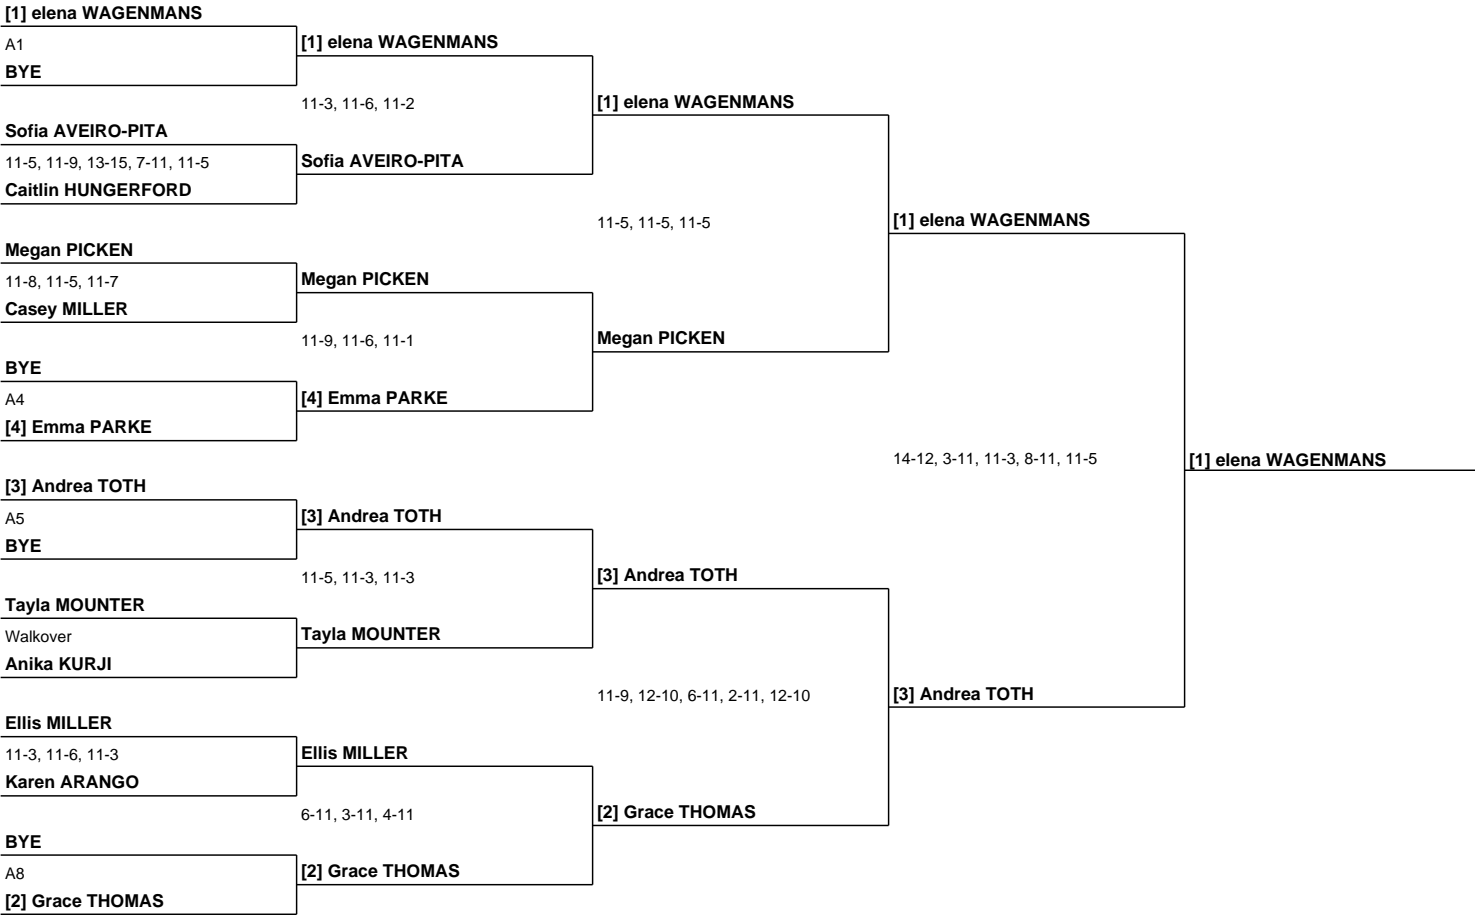 [1] elena WAGENMANS
A1
BYE
Sofia AVEIRO-PITA
11-5, 11-9, 13-15, 7-11, 11-5
Caitlin HUNGERFORD
Megan PICKEN
11-8, 11-5, 11-7
Casey MILLER
BYE
A4
[4] Emma PARKE
[3] Andrea TOTH
A5
BYE
Tayla MOUNTER
Walkover
Anika KURJI
Ellis MILLER
11-3, 11-6, 11-3
Karen ARANGO
BYE
A8
[2] Grace THOMAS
[1] elena WAGENMANS
11-3, 11-6, 11-2
Sofia AVEIRO-PITA
Megan PICKEN
11-9, 11-6, 11-1
[4] Emma PARKE
[3] Andrea TOTH
11-5, 11-3, 11-3
Tayla MOUNTER
Ellis MILLER
6-11, 3-11, 4-11
[2] Grace THOMAS
[1] elena WAGENMANS
11-5, 11-5, 11-5
Megan PICKEN
[3] Andrea TOTH
11-9, 12-10, 6-11, 2-11, 12-10
[2] Grace THOMAS
[1] elena WAGENMANS
14-12, 3-11, 11-3, 8-11, 11-5
[3] Andrea TOTH
[1] elena WAGENMANS